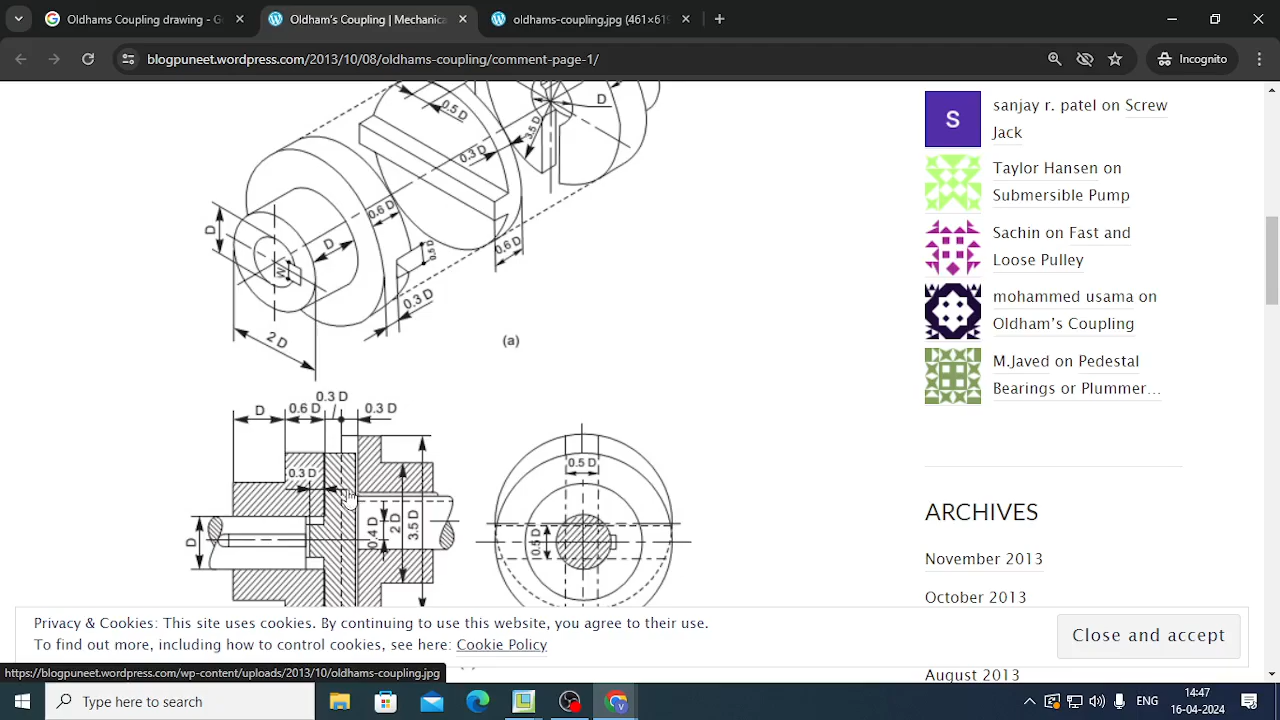 Oldhams Coupling drawing - G
Oldham's Coupling | Mechanica
oldhams-coupling.jpg (461×619
blogpuneet.wordpress.com/2013/10/08/oldhams-coupling/comment-page-1/
Incognito
0.5 D
D
3.5 D
0.3 D
0.6 D
D
D
0.5 D
0.6 D
W
0.3 D
2 D
(a)
0.3 D
D
0.6 D
0.3 D
0.3 D
D
0.4 D
2 D
3.5 D
0.5 D
0.5 D
S
sanjay r. patel on Screw
Jack
Taylor Hansen on
Submersible Pump
Sachin on Fast and
Loose Pulley
mohammed usama on
Oldham's Coupling
M.Javed on Pedestal
Bearings or Plummer…
ARCHIVES
November 2013
October 2013
August 2013
Privacy & Cookies: This site uses cookies. By continuing to use this website, you agree to their use.
To find out more, including how to control cookies, see here: Cookie Policy
Close and accept
https://blogpuneet.wordpress.com/wp-content/uploads/2013/10/oldhams-coupling.jpg
Type here to search
V
ENG
14:47
16-04-2024